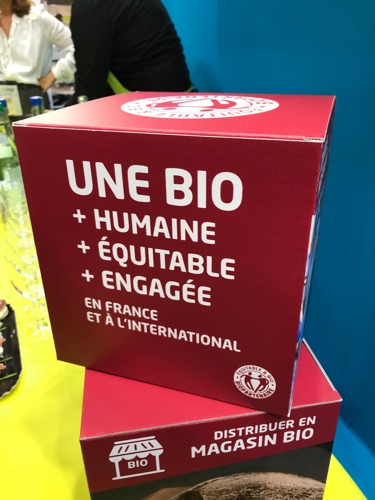 UNE BIO
+ HUMAINE
+ ÉQUITABLE
+ ENGAGÉE
EN FRANCE
ET À L'INTERNATIONAL
DISTRIBUER EN
MAGASIN BIO
BIO